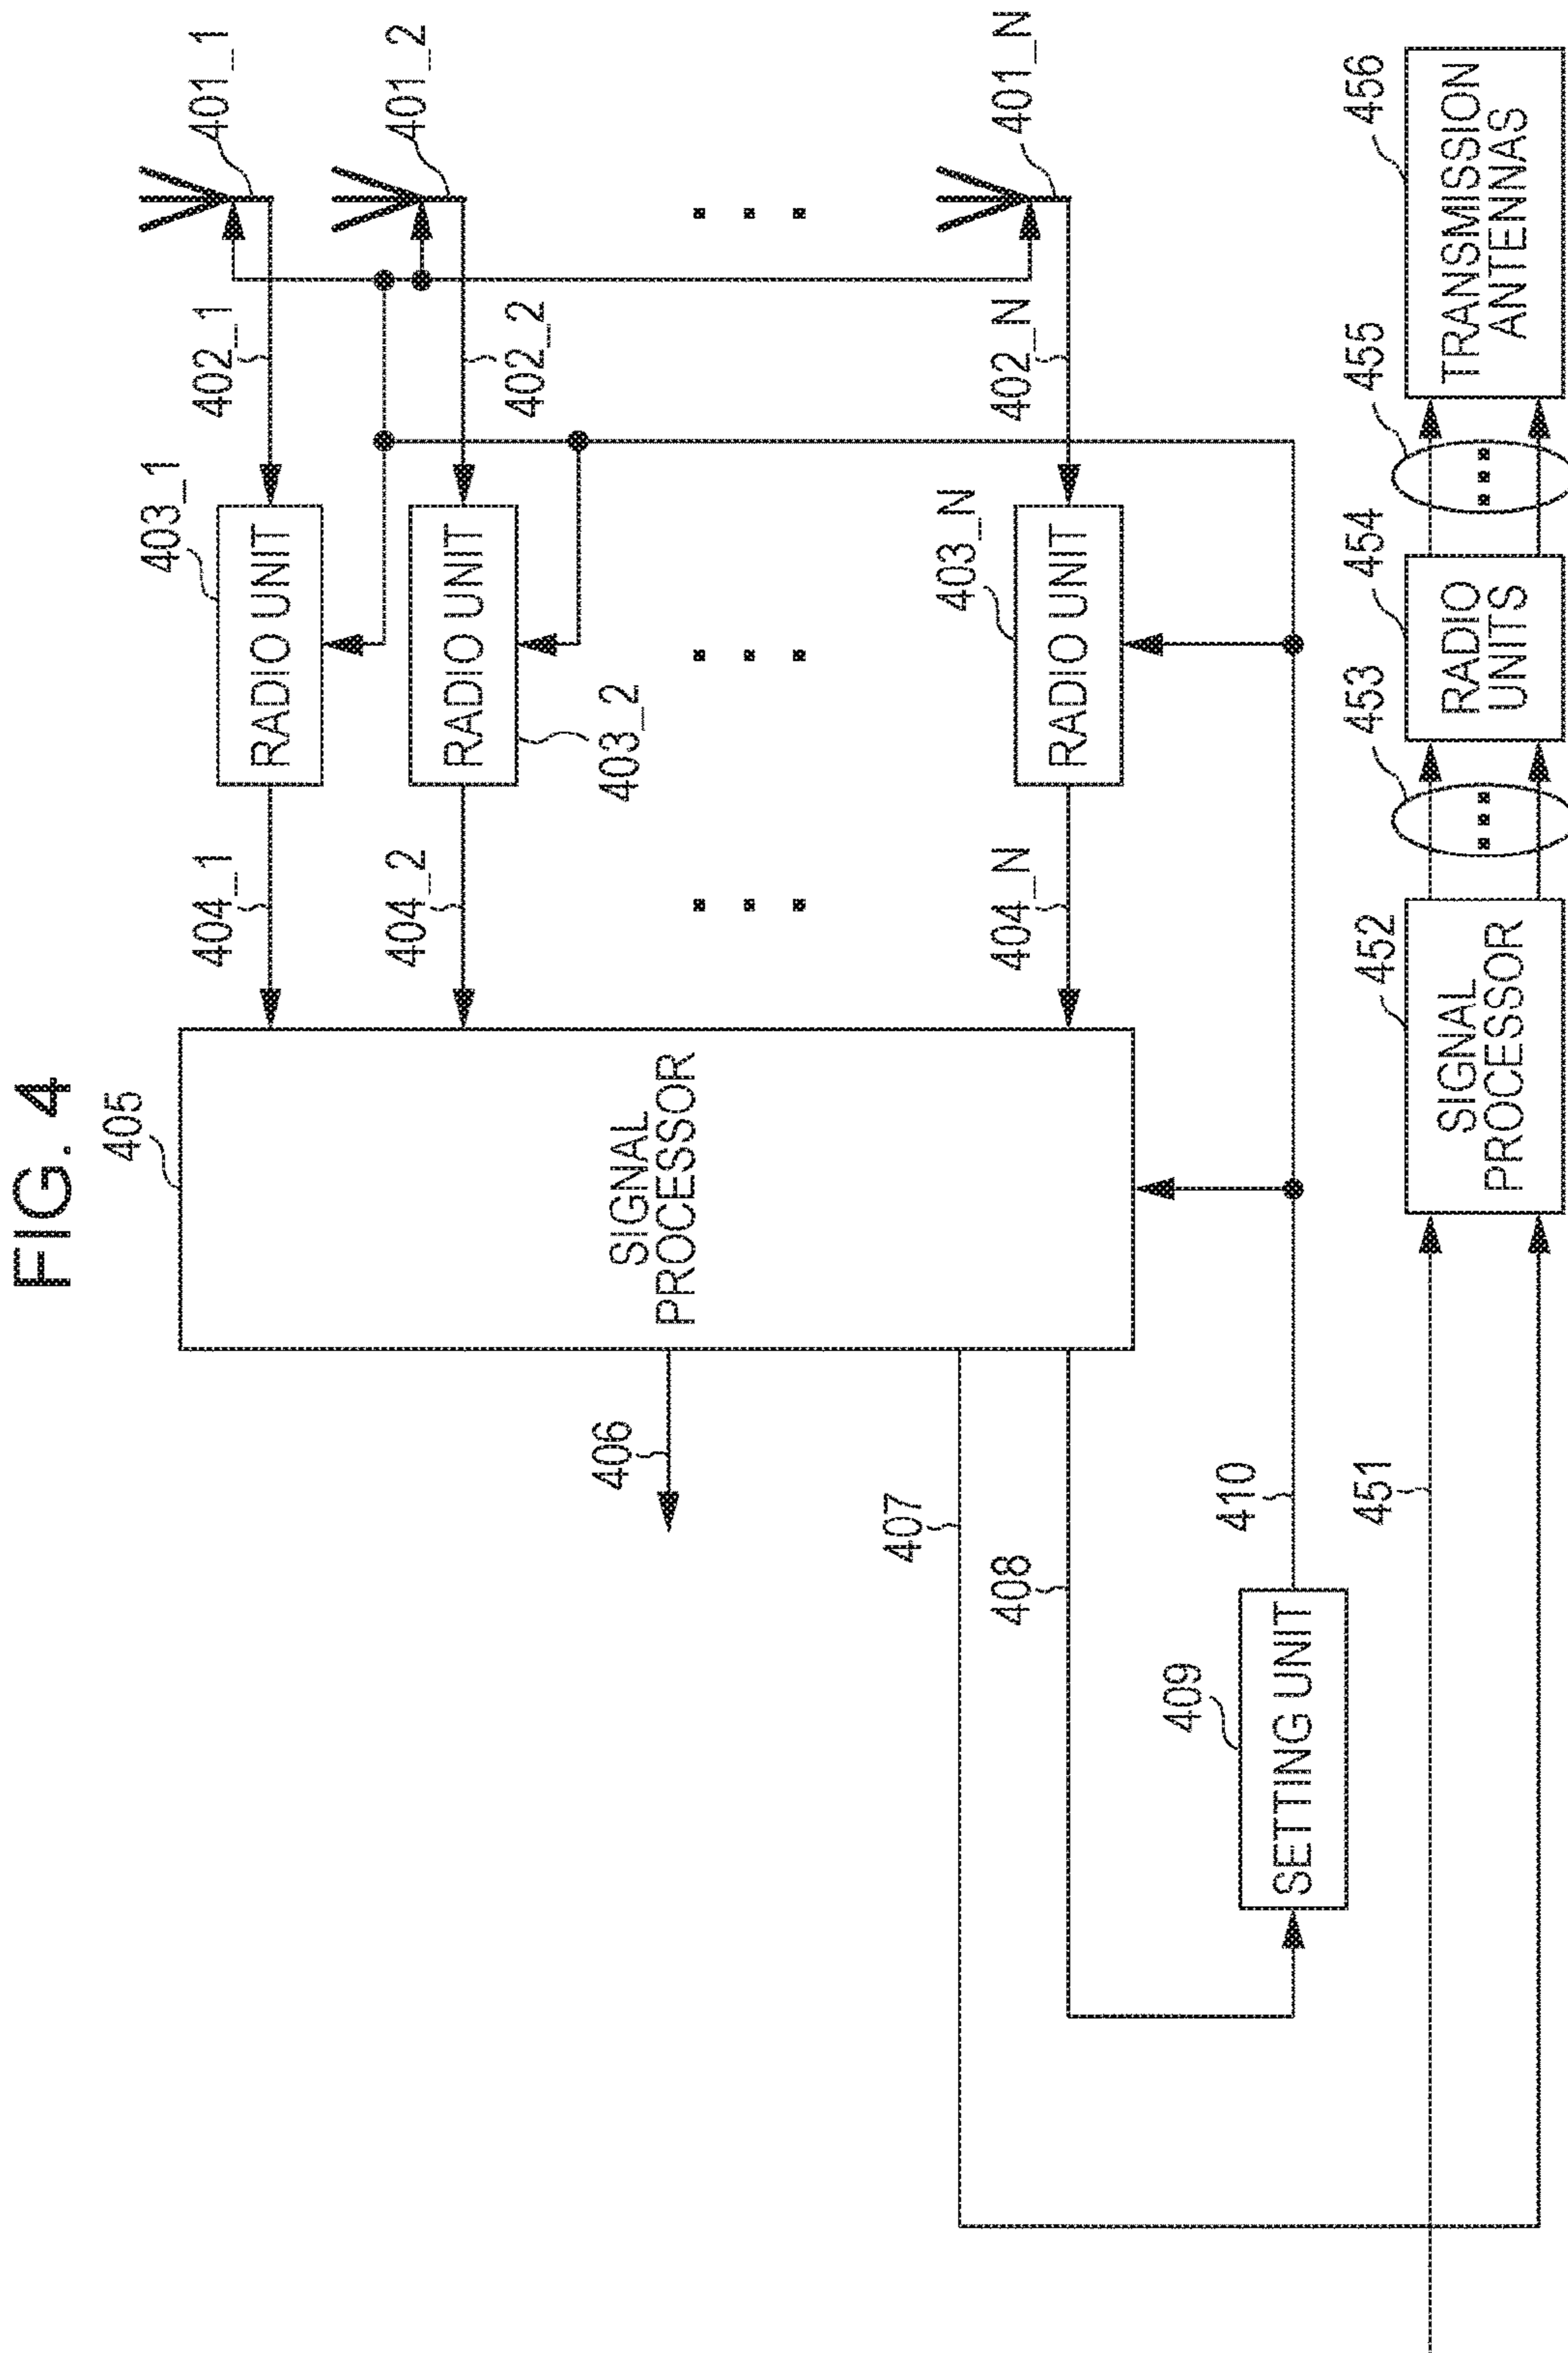 FIG. 4
401_1
401_2
401_N
402_1
402_2
402_N
403_1
RADIO UNIT
RADIO UNIT
403_2
403_N
RADIO UNIT
404_1
404_2
404_N
405
SIGNAL
PROCESSOR
406
407
408
409
SETTING UNIT
410
451
452
SIGNAL
PROCESSOR
453
454
RADIO
UNITS
455
456
TRANSMISSION
ANTENNAS